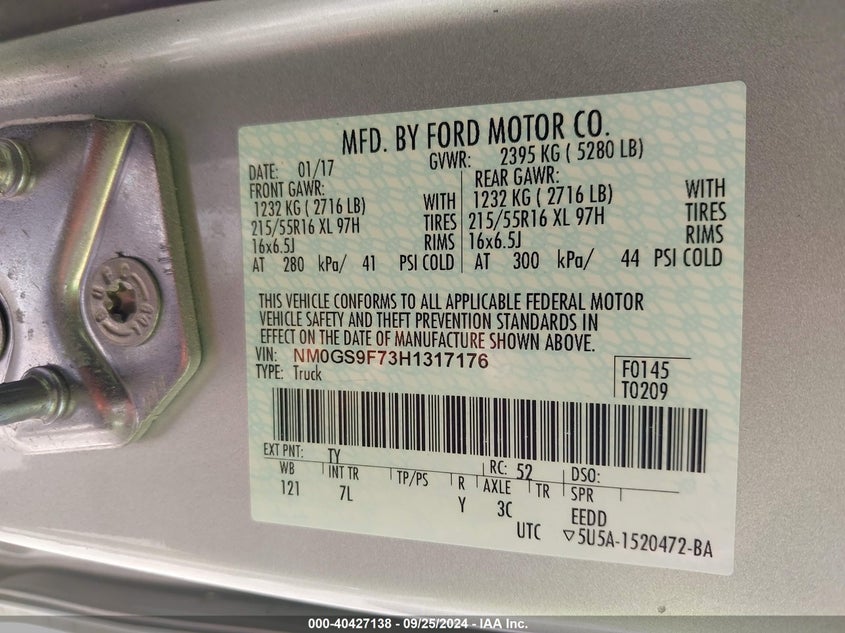 MFD. BY FORD MOTOR CO.
DATE: 01/17
GVWR: 2395 KG ( 5280 LB)
FRONT GAWR:
1232 KG ( 2716 LB) WITH
215/55R16 XL 97H TIRES
16x6.5J RIMS
AT 280 kPa/ 41 PSI COLD
REAR GAWR:
1232 KG ( 2716 LB) WITH
215/55R16 XL 97H TIRES
16x6.5J RIMS
AT 300 kPa/ 44 PSI COLD
THIS VEHICLE CONFORMS TO ALL APPLICABLE FEDERAL MOTOR
VEHICLE SAFETY AND THEFT PREVENTION STANDARDS IN
EFFECT ON THE DATE OF MANUFACTURE SHOWN ABOVE.
VIN: NM0GS9F73H1317176
TYPE: Truck
F0145
T0209
EXT PNT: TY RC: 52 DSO:
WB INT TR TP/PS R AXLE TR SPR
121 7L Y 3C EEDD
UTC ▽5U5A-1520472-BA
000-40427138 - 09/25/2024 - IAA Inc.